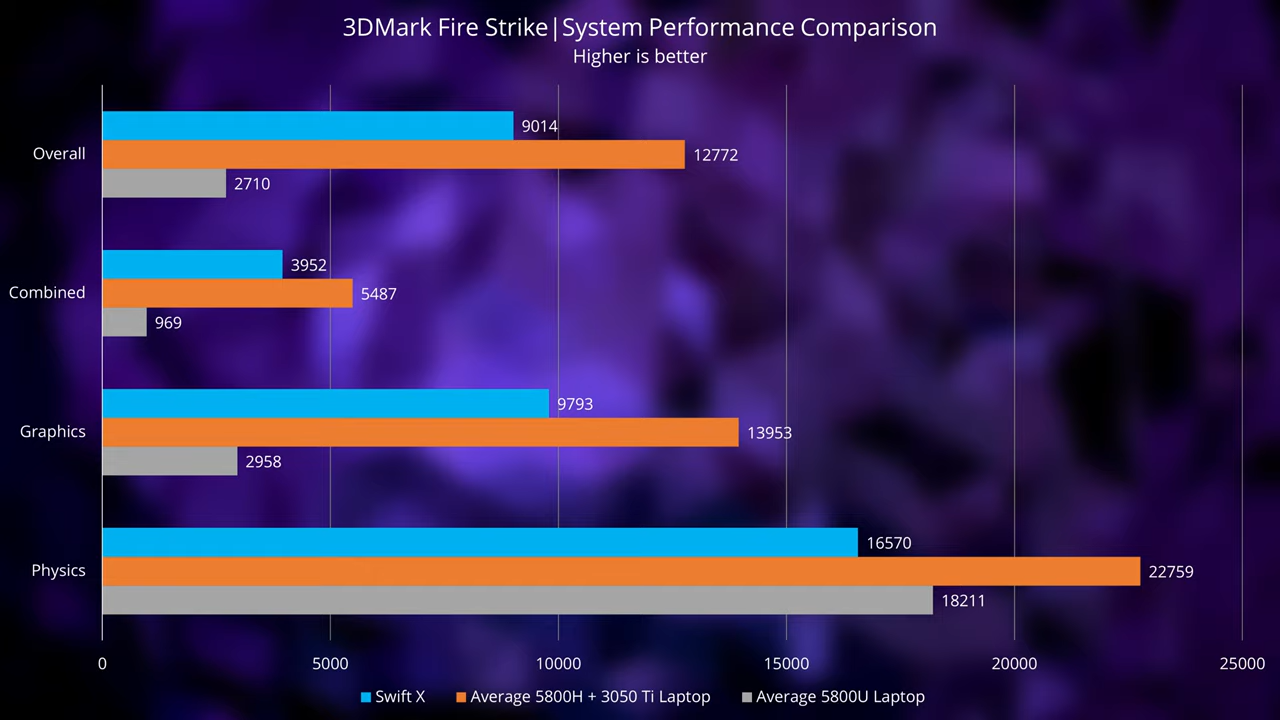 3DMark Fire Strike|System Performance Comparison
Higher is better
Overall
9014
12772
2710
Combined
3952
5487
969
Graphics
9793
13953
2958
Physics
16570
22759
18211
0 5000 10000 15000 20000 25000
Swift X Average 5800H + 3050 Ti Laptop Average 5800U Laptop